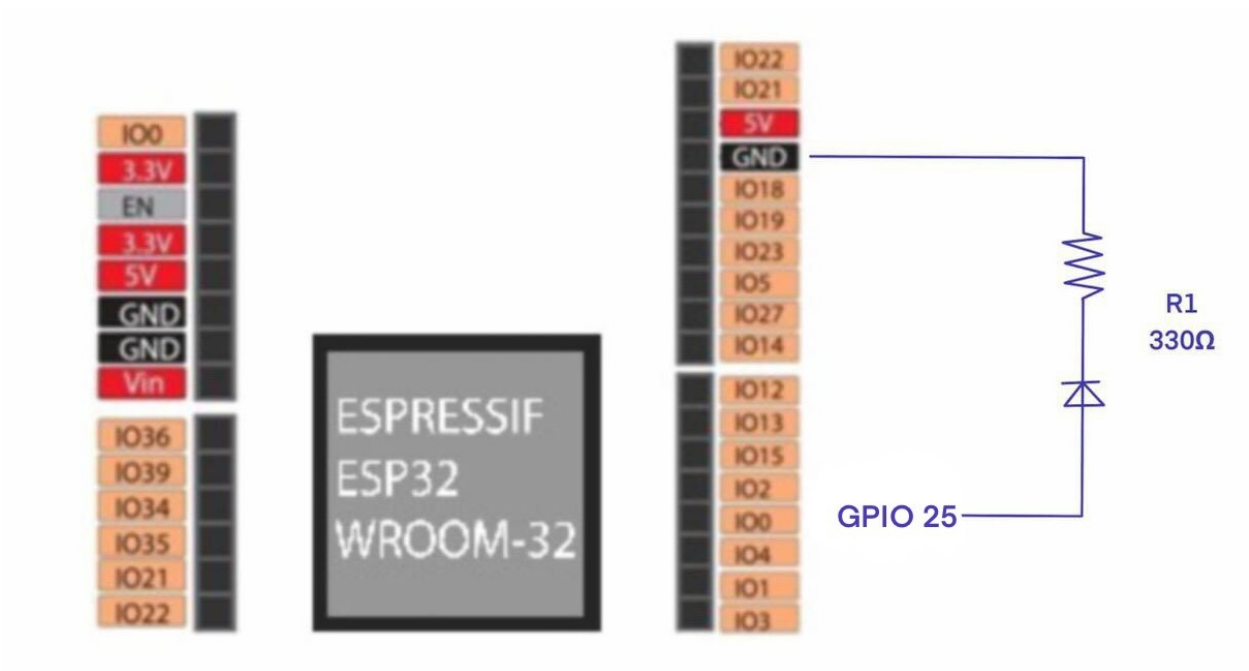 IO0
3.3V
EN
3.3V
5V
GND
GND
Vin
IO36
IO39
IO34
IO35
IO21
IO22
ESPRESSIF
ESP32
WROOM-32
IO22
IO21
5V
GND
IO18
IO19
IO23
IO5
IO27
IO14
IO12
IO13
IO15
IO2
IO0
IO4
IO1
IO3
R1
330Ω
GPIO 25